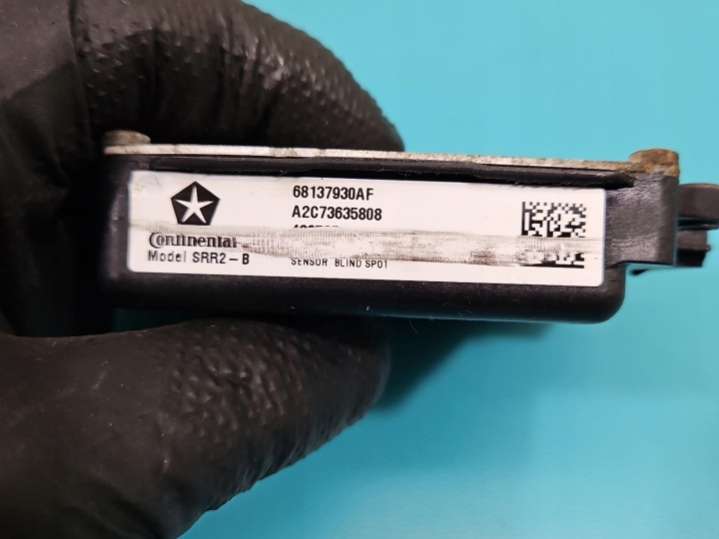 68137930AF
A2C73635808
Continental
Model SRR2-B
SENSOR BLIND SPOT